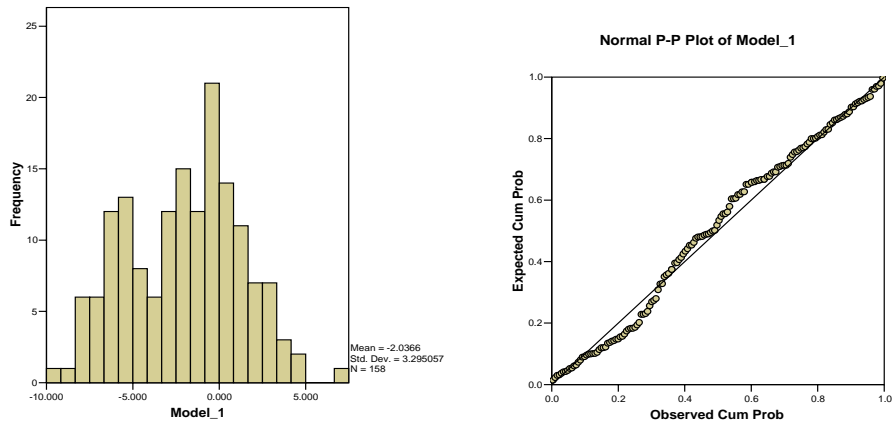 25
20
15
10
5
0
Frequency
-10.000 -5.000 0.000 5.000
Model_1
Mean = -2.0366
Std. Dev. = 3.295057
N = 158
Normal P-P Plot of Model_1
1.0
0.8
0.6
0.4
0.2
0.0
Expected Cum Prob
0.0 0.2 0.4 0.6 0.8 1.0
Observed Cum Prob